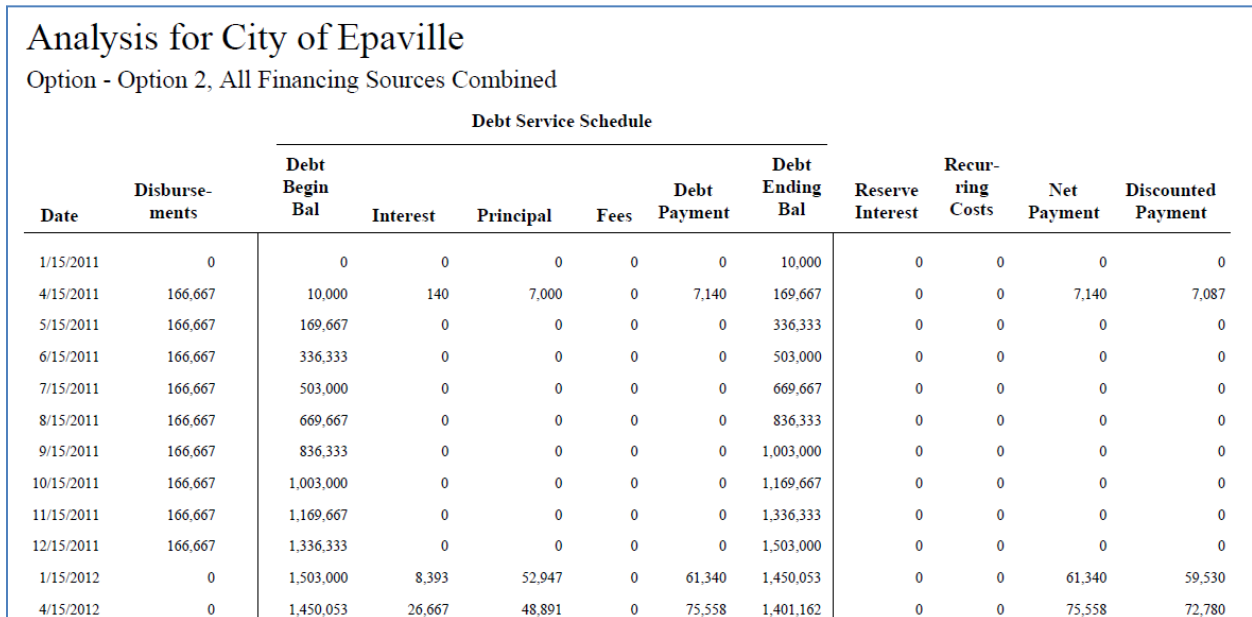 Analysis for City of Epaville
Option - Option 2, All Financing Sources Combined
Debt Service Schedule
Date Disburse-ments Debt Begin Bal Interest Principal Fees Debt Payment Debt Ending Bal Reserve Interest Recur-ring Costs Net Payment Discounted Payment
1/15/2011 0 0 0 0 0 0 10,000 0 0 0 0
4/15/2011 166,667 10,000 140 7,000 0 7,140 169,667 0 0 7,140 7,087
5/15/2011 166,667 169,667 0 0 0 0 336,333 0 0 0 0
6/15/2011 166,667 336,333 0 0 0 0 503,000 0 0 0 0
7/15/2011 166,667 503,000 0 0 0 0 669,667 0 0 0 0
8/15/2011 166,667 669,667 0 0 0 0 836,333 0 0 0 0
9/15/2011 166,667 836,333 0 0 0 0 1,003,000 0 0 0 0
10/15/2011 166,667 1,003,000 0 0 0 0 1,169,667 0 0 0 0
11/15/2011 166,667 1,169,667 0 0 0 0 1,336,333 0 0 0 0
12/15/2011 166,667 1,336,333 0 0 0 0 1,503,000 0 0 0 0
1/15/2012 0 1,503,000 8,393 52,947 0 61,340 1,450,053 0 0 61,340 59,530
4/15/2012 0 1,450,053 26,667 48,891 0 75,558 1,401,162 0 0 75,558 72,780